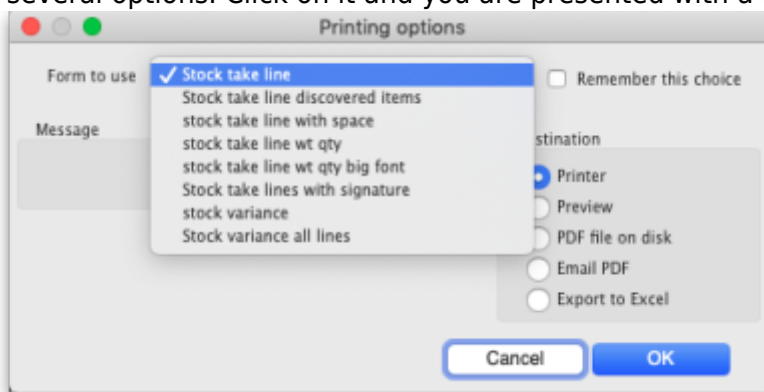 several options. Click on it and you are presented with a
Printing options
Form to use
✓ Stock take line
Stock take line discovered items
stock take line with space
stock take line wt qty
stock take line wt qty big font
Stock take lines with signature
stock variance
Stock variance all lines
Remember this choice
Message
stination
Printer
Preview
PDF file on disk
Email PDF
Export to Excel
Cancel
OK